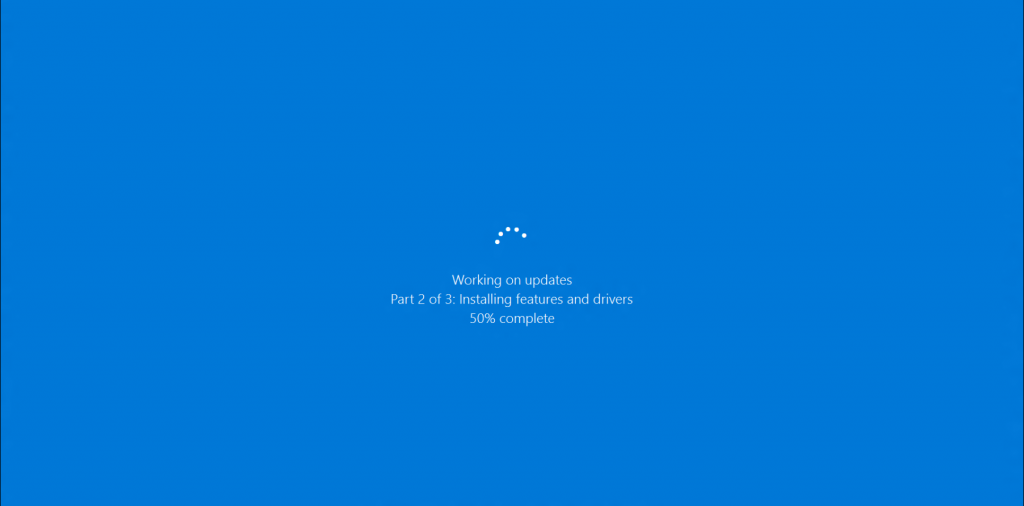 Working on updates
Part 2 of 3: Installing features and drivers
50% complete